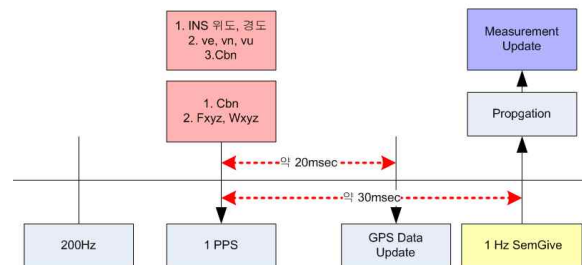 1. INS 위도, 경도
2. ve, vn, vu
3.Cbn
Measurement
Update
1. Cbn
2. Fxyz, Wxyz
Propgation
약 20msec
약 30msec
200Hz
1 PPS
GPS Data
Update
1 Hz SemGive